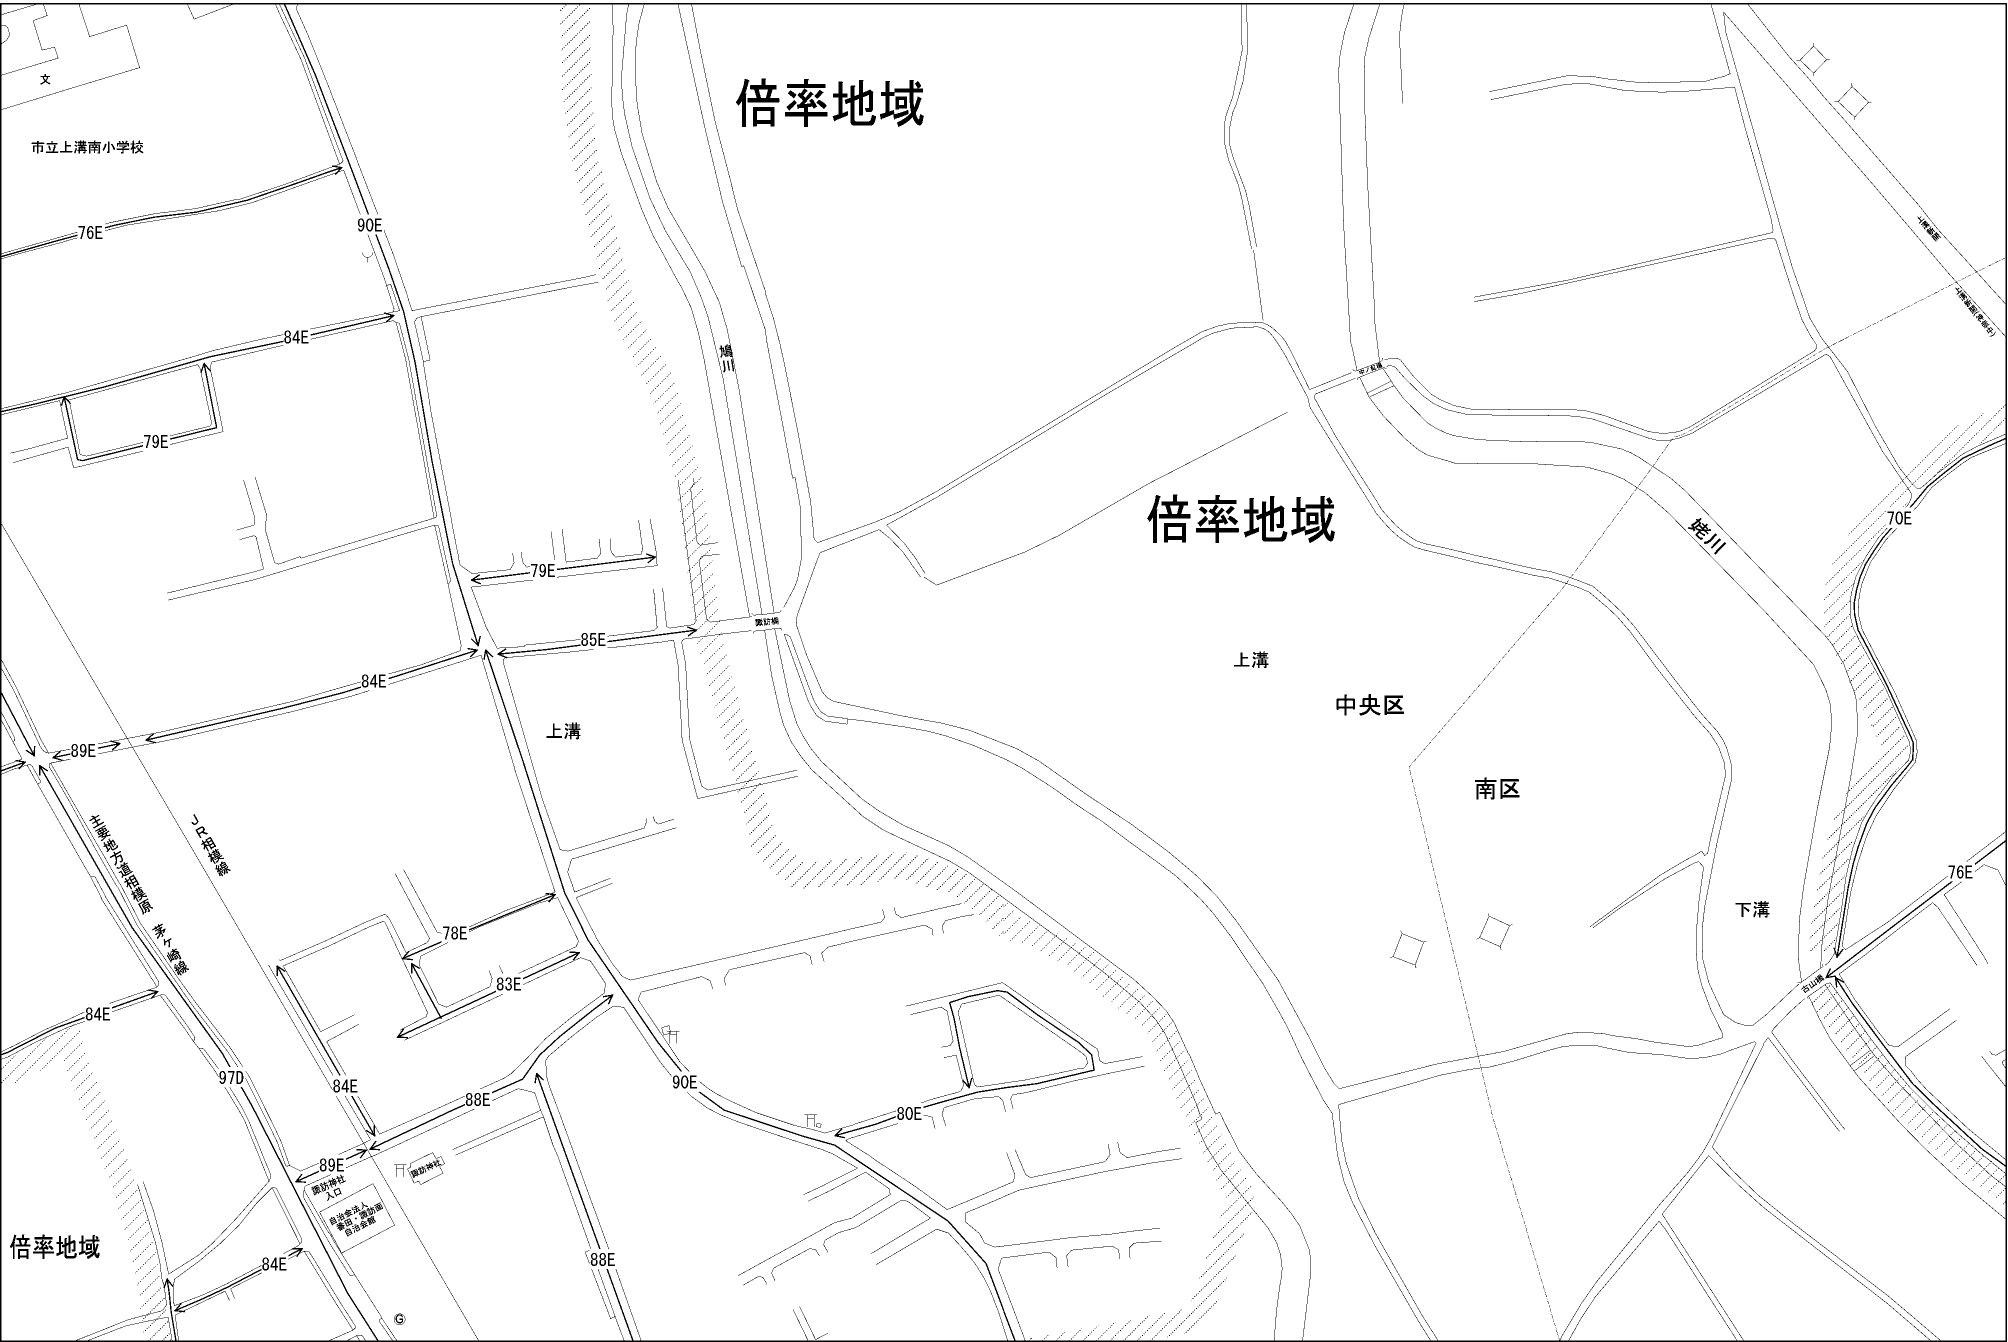 文
倍率地域
市立上溝南小学校
76E
90E
84E
鳩川
79E
倍率地域
70E
姥川
79E
諏訪橋
85E
上溝
84E
中央区
上溝
89E
南区
主要地方道相模原 茅ヶ崎線
JR相模線
76E
下溝
78E
83E
古山橋
84E
97D
84E
90E
88E
80E
89E
諏訪神社
諏訪神社
入口
自治会法人
番田・諏訪面
自治会館
倍率地域
84E
88E
G